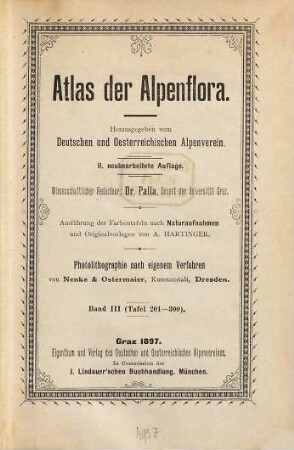 Atlas der Alpenflora.
Herausgegeben vom
Deutschen und Oesterreichischen Alpenverein.
II. neubearbeitete Auflage.
Wissenschaftlicher Redacteur: Dr. Palla, Docent der Universität Graz.
Ausführung der Farbentafeln nach Naturaufnahmen
und Originalvorlagen von A. HARTINGER.
Photolithographie nach eigenem Verfahren
von Nenke & Ostermaier, Kunstanstalt, Dresden.
Band III (Tafel 201—300).
Graz 1897.
Eigenthum und Verlag des Deutschen und Oesterreichischen Alpenvereines.
In Commission der
J. Lindauer'schen Buchhandlung, München.